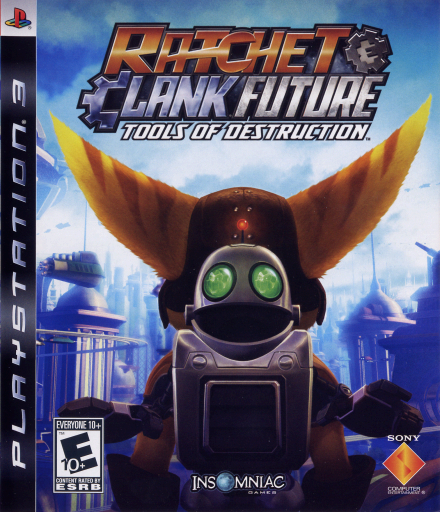 PLAYSTATION 3
RATCHET &
CLANK FUTURE
TOOLS OF DESTRUCTION™
EVERYONE 10+
E
10+
CONTENT RATED BY
ESRB
INSOMNIAC
GAMES
SONY
COMPUTER
ENTERTAINMENT